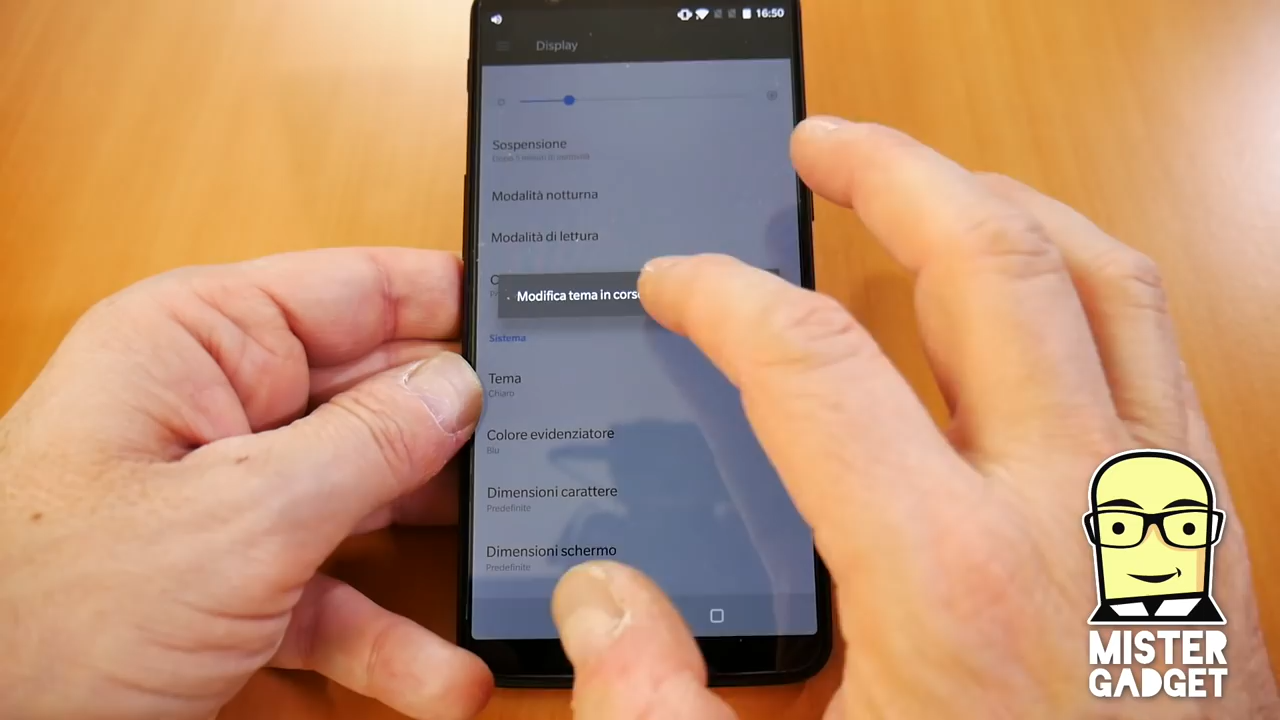 16:50
Display
Sospensione
Modalità notturna
Modalità di lettura
Modifica tema in corso
Sistema
Tema
Chiaro
Colore evidenziatore
Blu
Dimensioni carattere
Predefinite
Dimensioni schermo
Predefinite
MISTER
GADGET